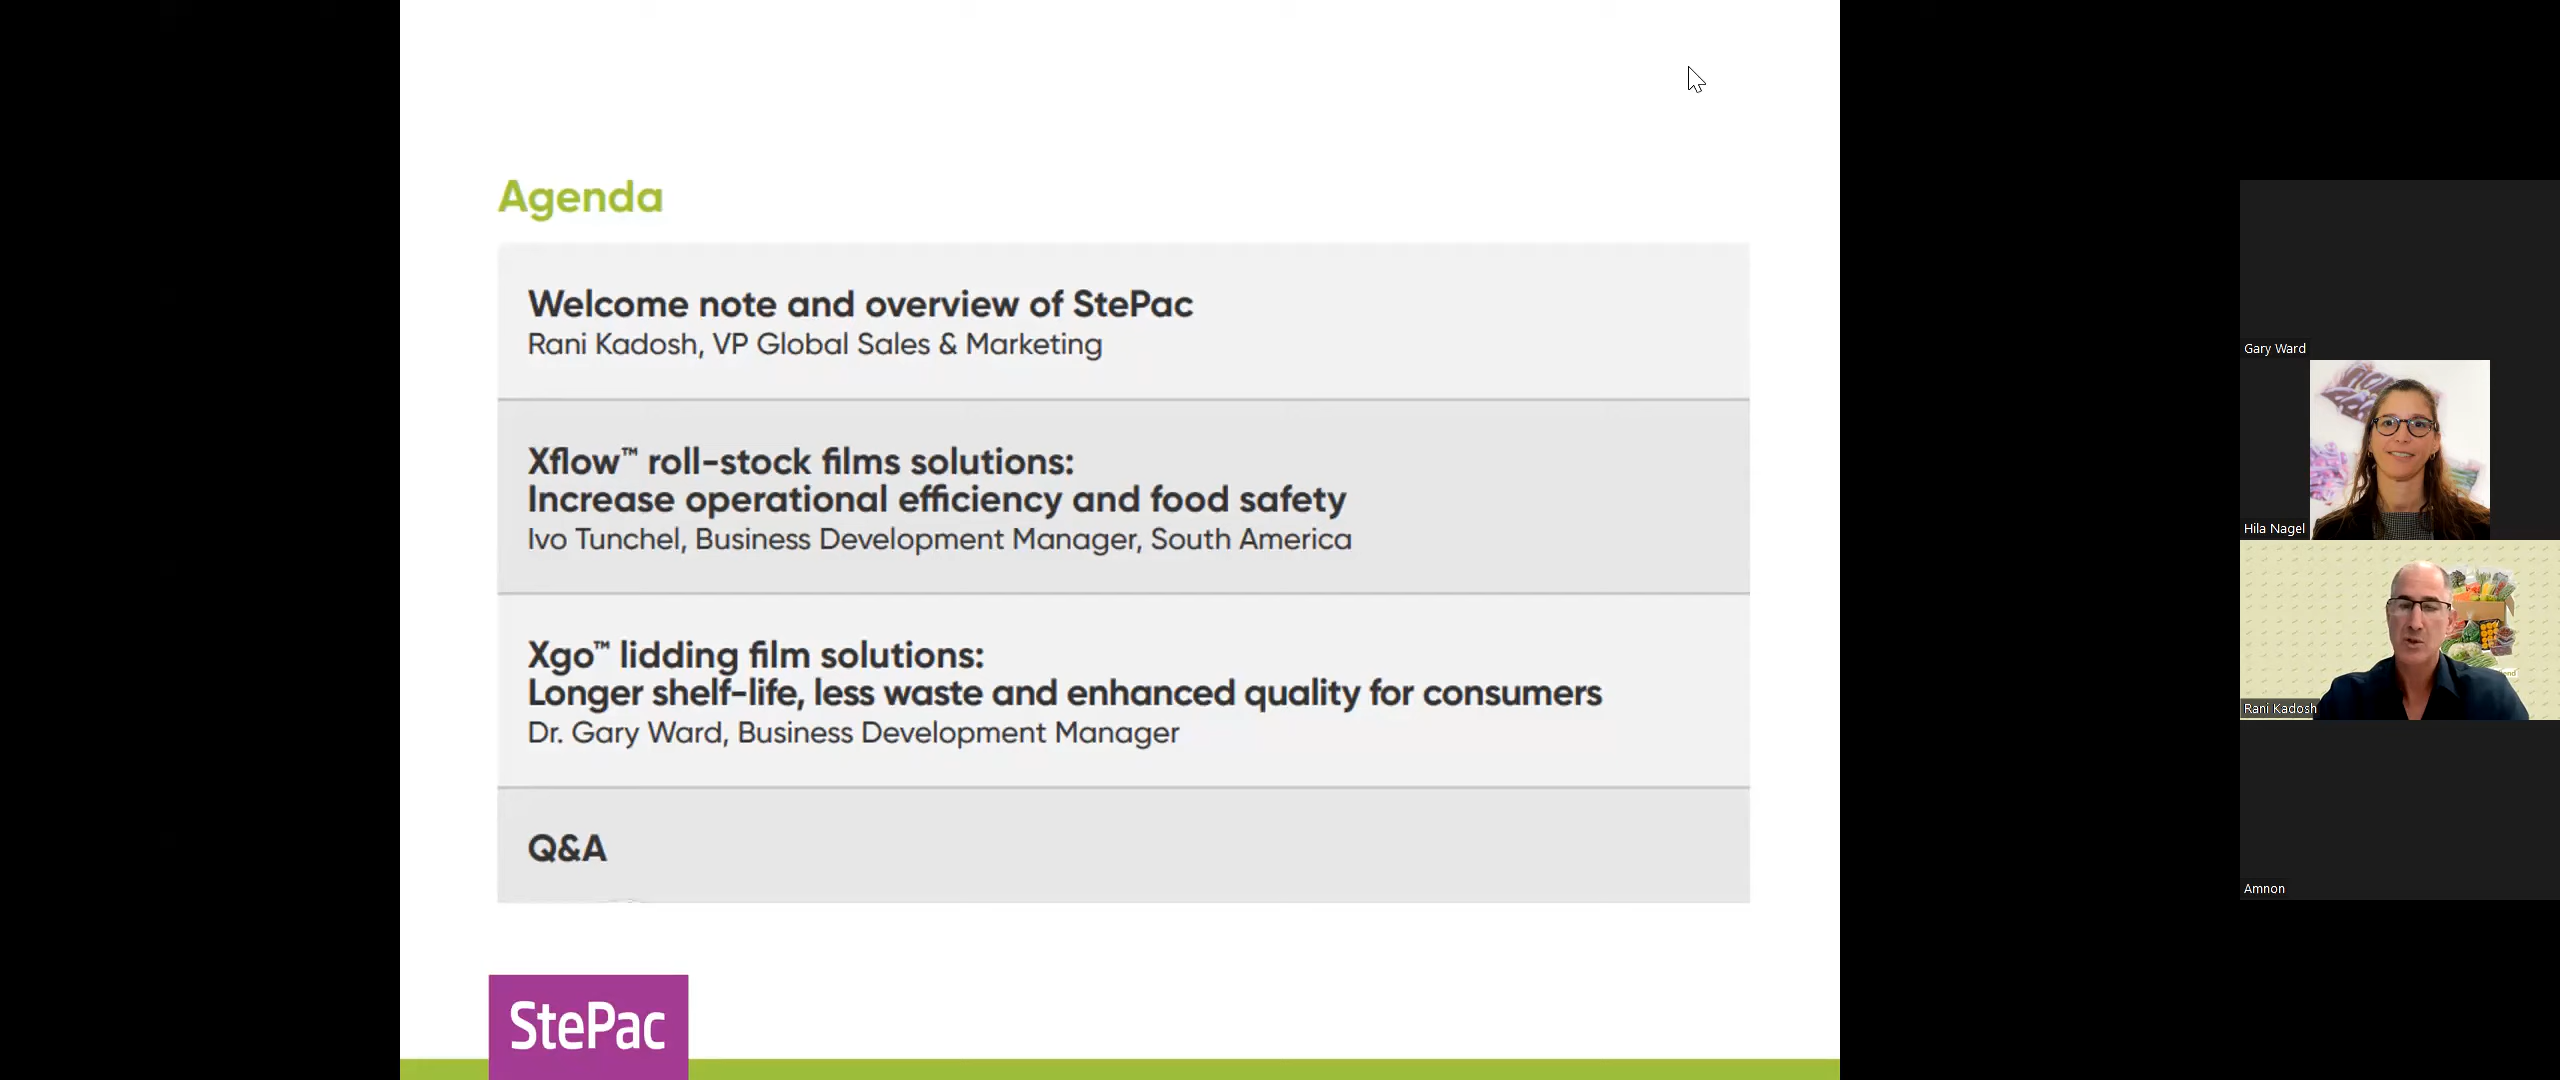 Agenda
Welcome note and overview of StePac
Rani Kadosh, VP Global Sales & Marketing
Xflow™ roll-stock films solutions:
Increase operational efficiency and food safety
Ivo Tunchel, Business Development Manager, South America
Xgo™ lidding film solutions:
Longer shelf-life, less waste and enhanced quality for consumers
Dr. Gary Ward, Business Development Manager
Q&A
StePac
Gary Ward
Hila Nagel
Rani Kadosh
Amnon